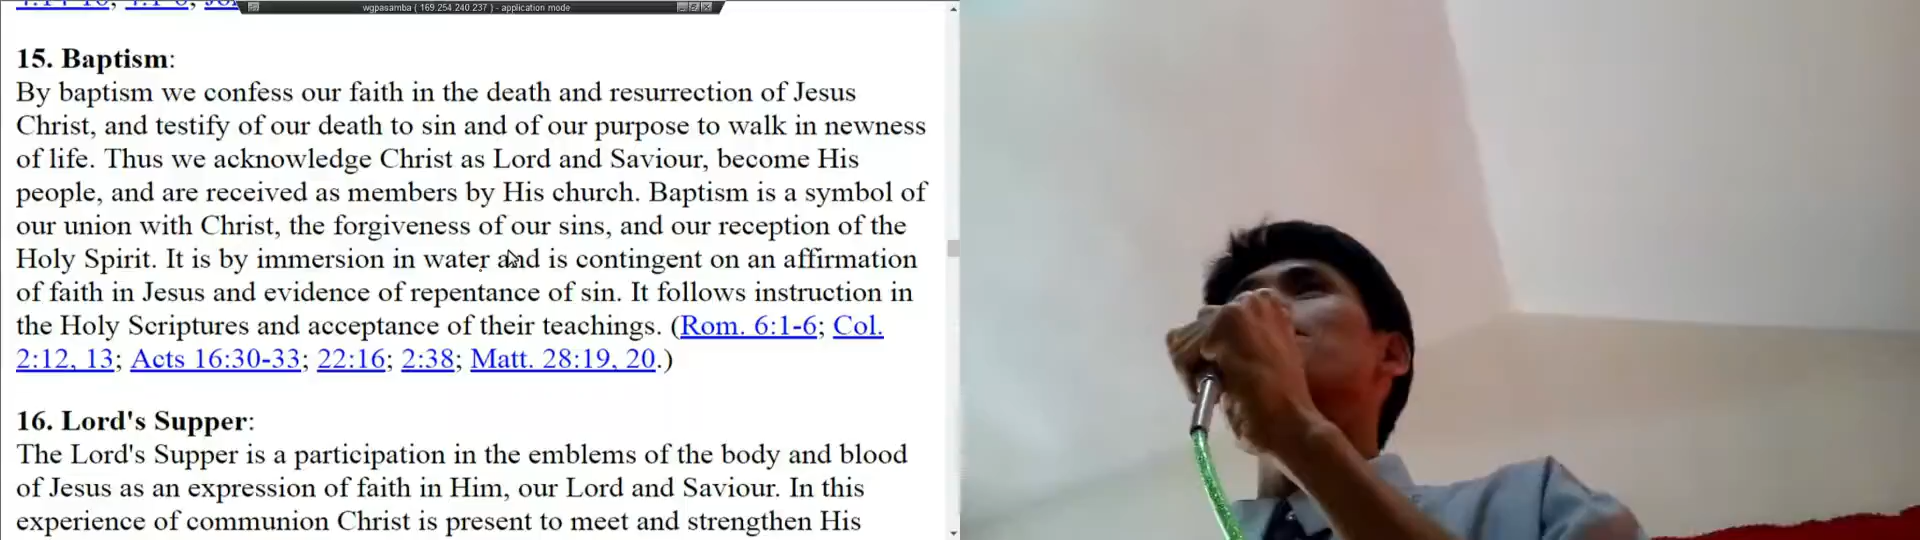 wgpasamba ( 169.254.240.237 ) - application mode
15. Baptism:
By baptism we confess our faith in the death and resurrection of Jesus
Christ, and testify of our death to sin and of our purpose to walk in newness
of life. Thus we acknowledge Christ as Lord and Saviour, become His
people, and are received as members by His church. Baptism is a symbol of
our union with Christ, the forgiveness of our sins, and our reception of the
Holy Spirit. It is by immersion in water and is contingent on an affirmation
of faith in Jesus and evidence of repentance of sin. It follows instruction in
the Holy Scriptures and acceptance of their teachings. (Rom. 6:1-6; Col.
2:12, 13; Acts 16:30-33; 22:16; 2:38; Matt. 28:19, 20.)
16. Lord's Supper:
The Lord's Supper is a participation in the emblems of the body and blood
of Jesus as an expression of faith in Him, our Lord and Saviour. In this
experience of communion Christ is present to meet and strengthen His